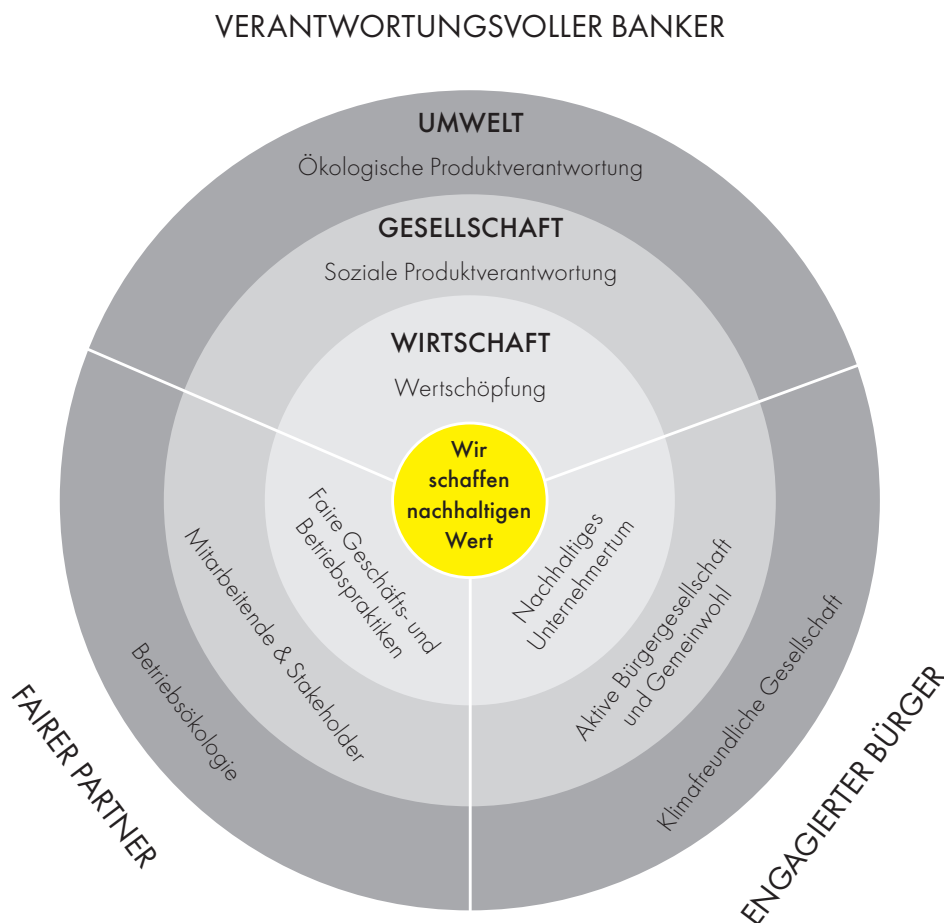 VERANTWORTUNGSVOLLER BANKER
UMWELT
Ökologische Produktverantwortung
GESELLSCHAFT
Soziale Produktverantwortung
WIRTSCHAFT
Wertschöpfung
Wir
schaffen
nachhaltigen
Wert
Faire Geschäfts- und
Betriebspraktiken
Mitarbeitende & Stakeholder
Betriebsökologie
FAIRER PARTNER
Nachhaltiges
Unternehmertum
Aktive Bürgergesellschaft
und Gemeinwohl
Klimafreundliche Gesellschaft
ENGAGIERTER BÜRGER